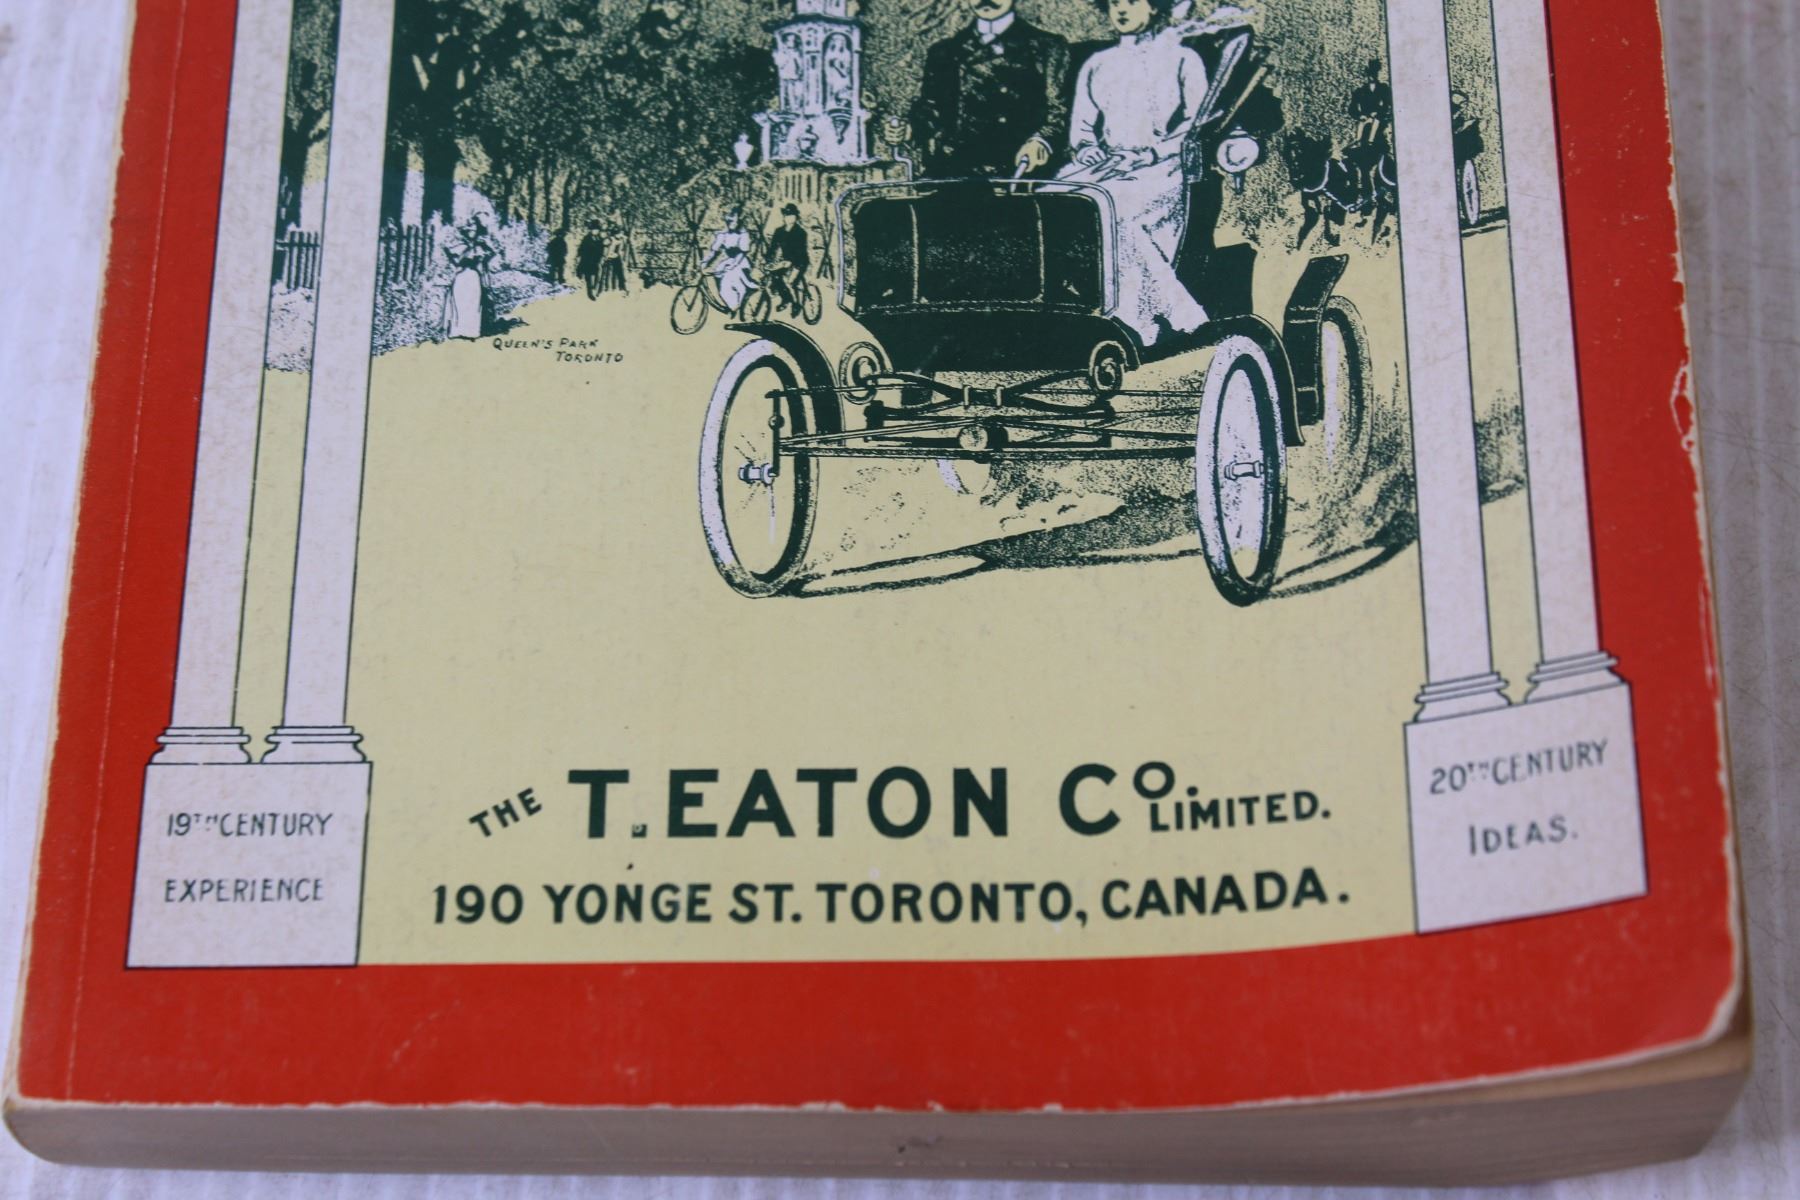 QUEEN'S PARK
TORONTO
THE T. EATON CO. LIMITED.
190 YONGE ST. TORONTO, CANADA.
19TH CENTURY
EXPERIENCE
20TH CENTURY
IDEAS.